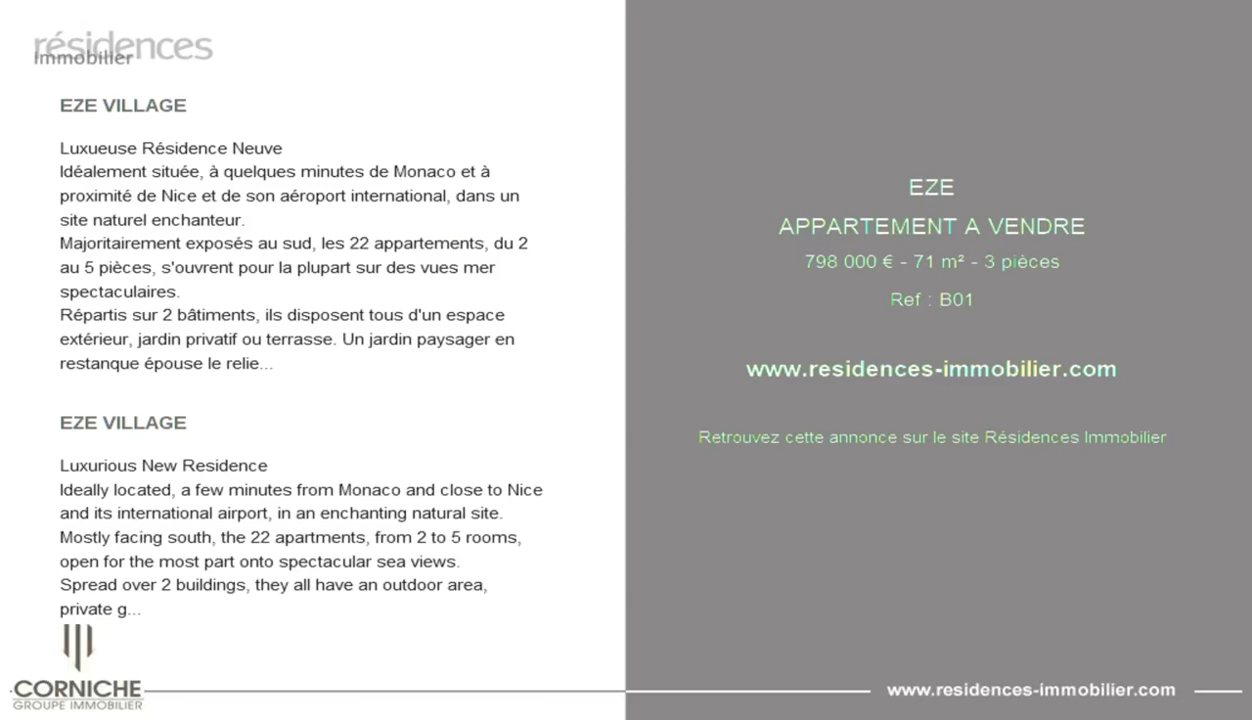 résidences
Immobilier
EZE VILLAGE
Luxueuse Résidence Neuve
Idéalement située, à quelques minutes de Monaco et à
proximité de Nice et de son aéroport international, dans un
site naturel enchanteur.
Majoritairement exposés au sud, les 22 appartements, du 2
au 5 pièces, s'ouvrent pour la plupart sur des vues mer
spectaculaires.
Répartis sur 2 bâtiments, ils disposent tous d'un espace
extérieur, jardin privatif ou terrasse. Un jardin paysager en
restanque épouse le relie...
EZE VILLAGE
Luxurious New Residence
Ideally located, a few minutes from Monaco and close to Nice
and its international airport, in an enchanting natural site.
Mostly facing south, the 22 apartments, from 2 to 5 rooms,
open for the most part onto spectacular sea views.
Spread over 2 buildings, they all have an outdoor area,
private g...
CORNICHE
GROUPE IMMOBILIER
EZE
APPARTEMENT A VENDRE
798 000 € - 71 m² - 3 pièces
Ref : B01
www.residences-immobilier.com
Retrouvez cette annonce sur le site Résidences Immobilier
www.residences-immobilier.com